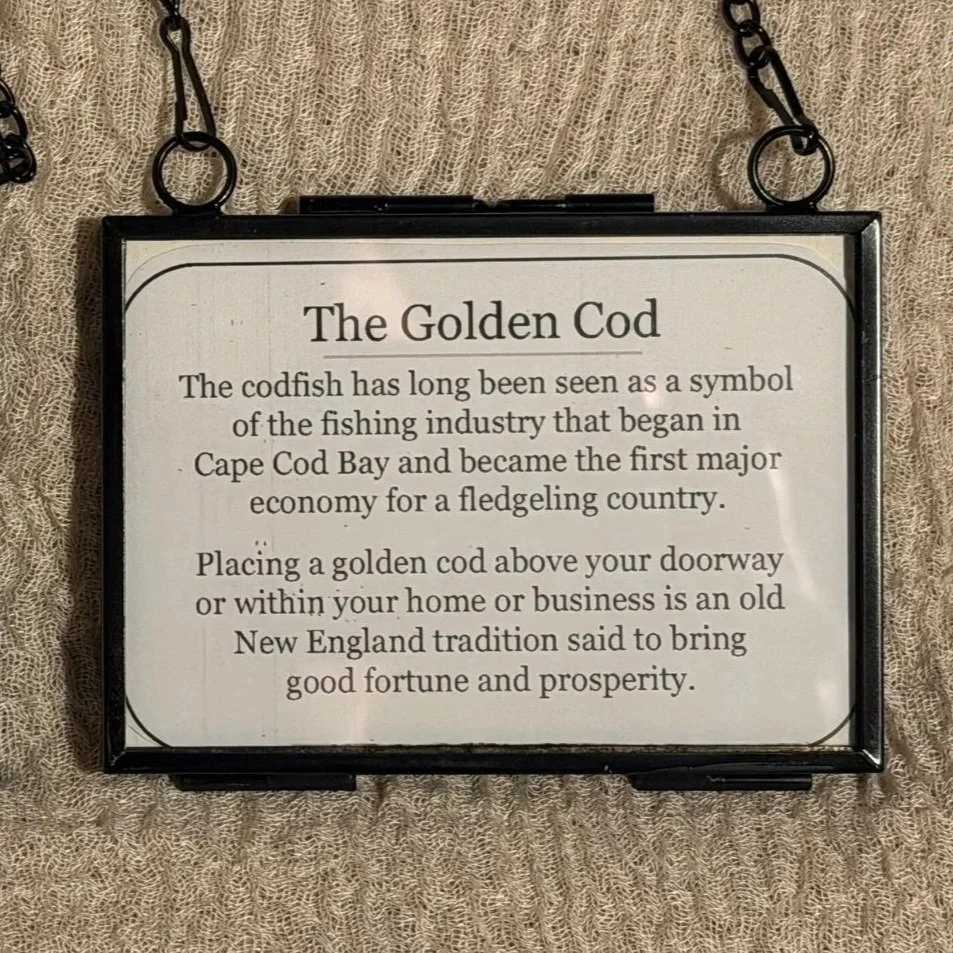 The Golden Cod
The codfish has long been seen as a symbol
of the fishing industry that began in
Cape Cod Bay and became the first major
economy for a fledgeling country.
Placing a golden cod above your doorway
or within your home or business is an old
New England tradition said to bring
good fortune and prosperity.